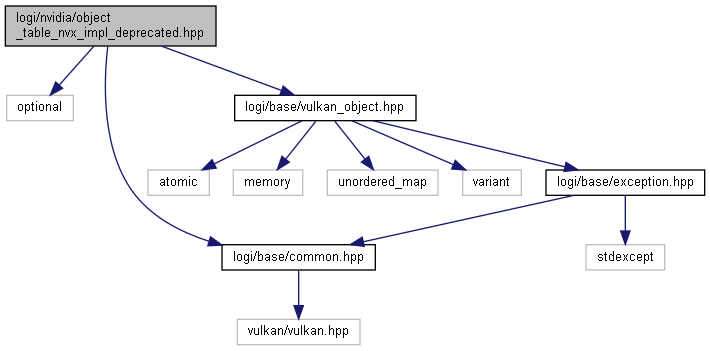 logi/nvidia/object
_table_nvx_impl_deprecated.hpp
optional
logi/base/vulkan_object.hpp
atomic
memory
unordered_map
variant
logi/base/exception.hpp
logi/base/common.hpp
stdexcept
vulkan/vulkan.hpp